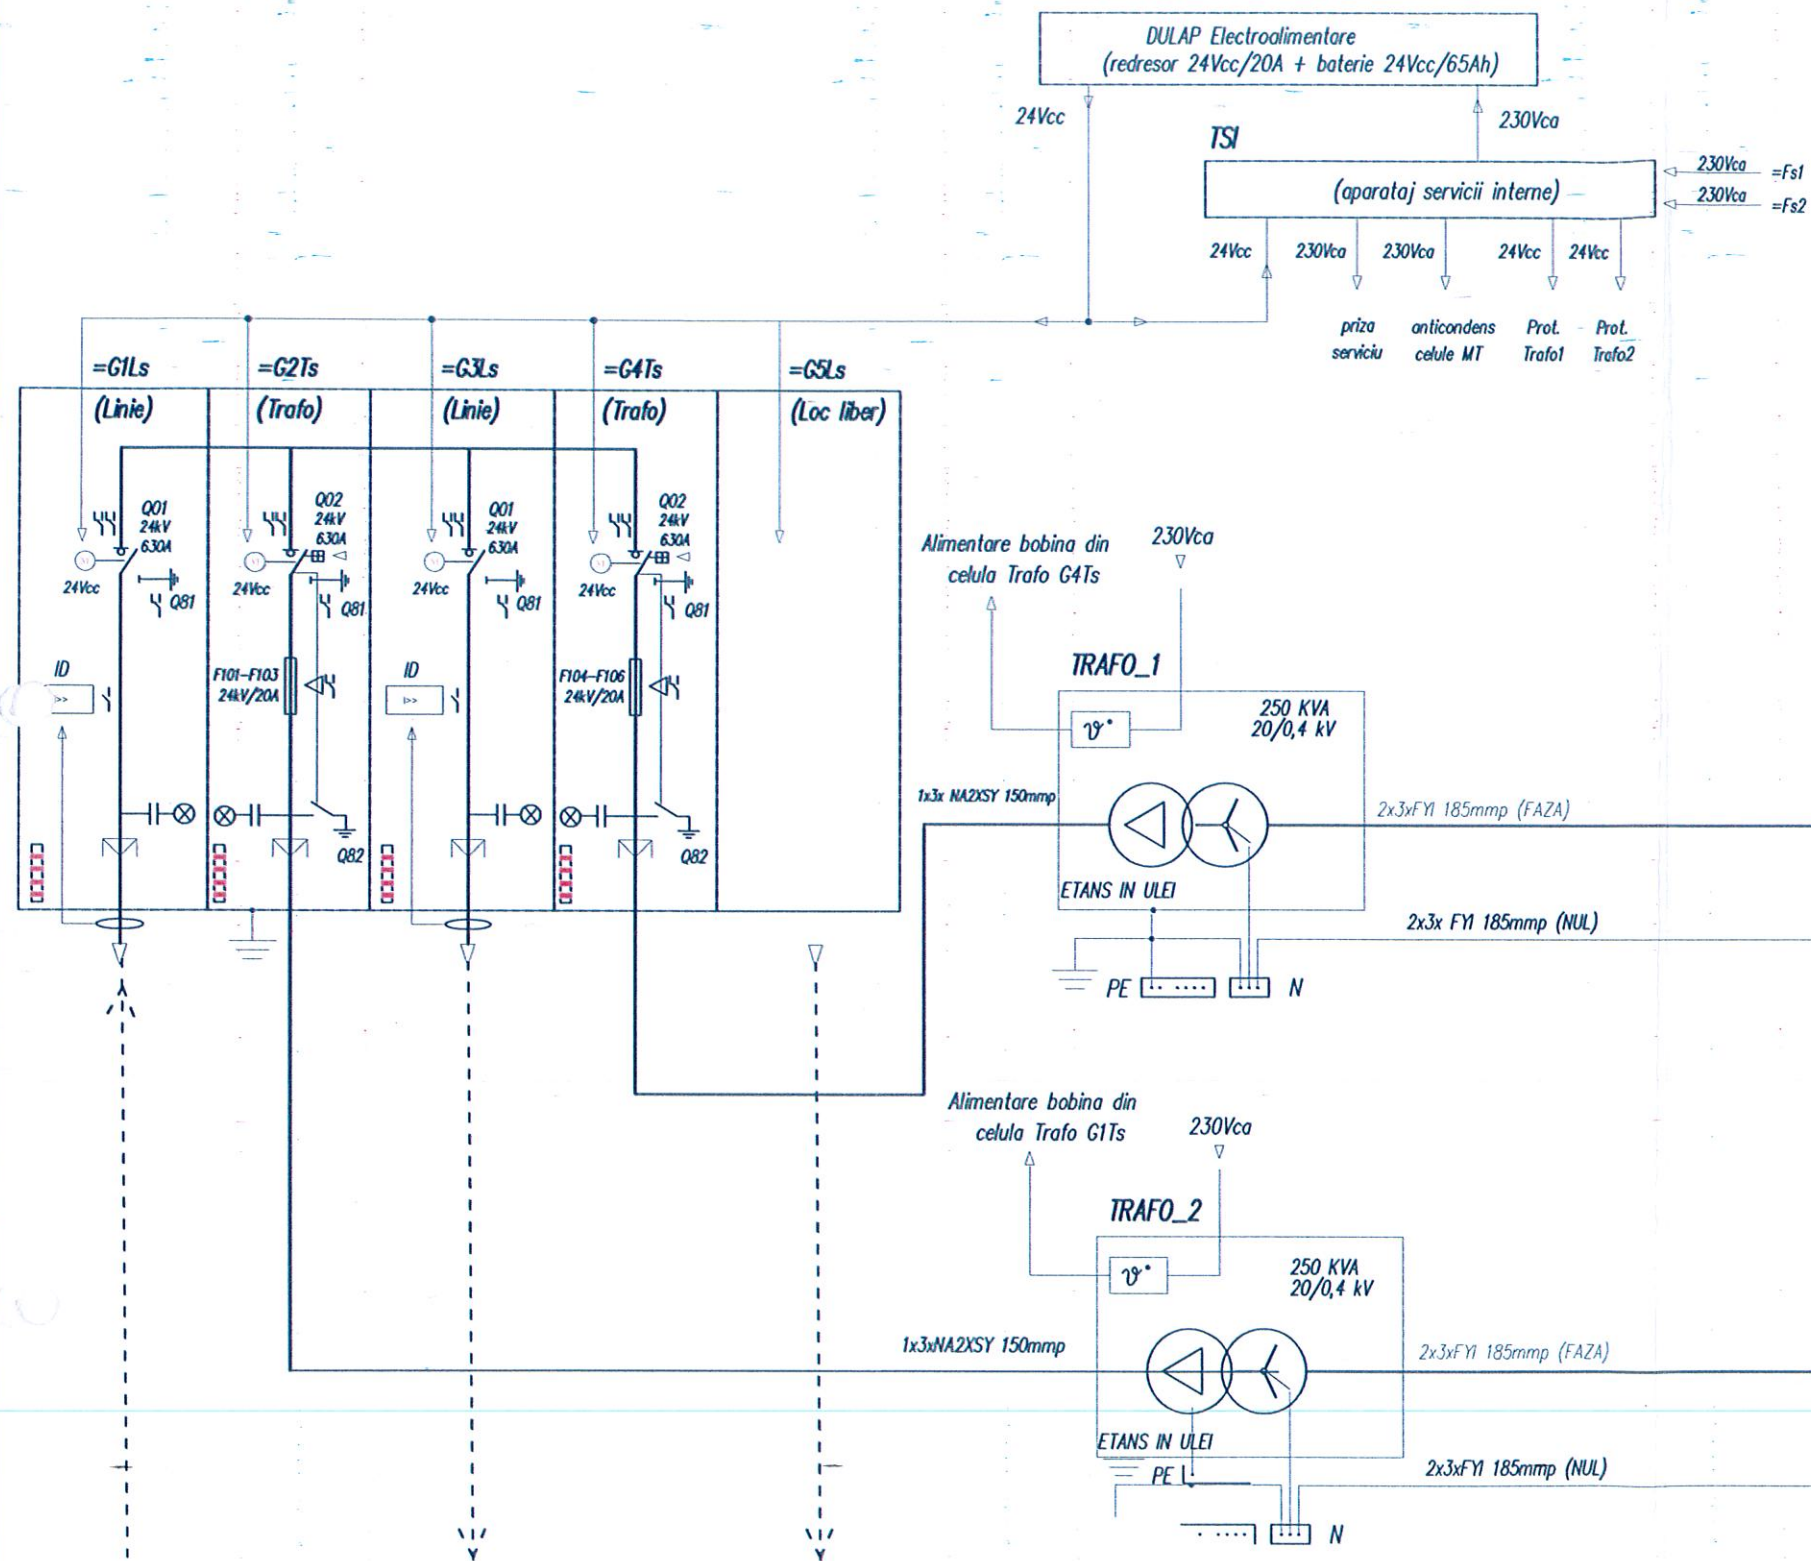 DULAP Electroalimentare
(redresor 24Vcc/20A + baterie 24Vcc/65Ah)
24Vcc
230Vca
TSI
(aparataj servicii interne)
230Vca =Fs1
230Vca =Fs2
24Vcc 230Vca 230Vca 24Vcc 24Vcc
priza anticondens Prot. Prot.
serviciu celule MT Trafo1 Trafo2
=G1Ls =G2Ts =G3Ls =G4Ts =G5Ls
(Linie) (Trafo) (Linie) (Trafo) (Loc liber)
Q01
24kV
630A
M
24Vcc
Q81
ID
I>>
Q02
24kV
630A
24Vcc
Q81
F101-F103
24kV/20A
Q82
Q01
24kV
630A
24Vcc
Q81
ID
I>>
Q02
24kV
630A
M
24Vcc
Q81
F104-F106
24kV/20A
Q82
Alimentare bobina din
celula Trafo G4Ts
230Vca
TRAFO_1
250 KVA
20/0,4 kV
ϑ°
1x3x NA2XSY 150mmp
2x3xFYI 185mmp (FAZA)
ETANS IN ULEI
2x3x FYI 185mmp (NUL)
PE N
Alimentare bobina din
celula Trafo G1Ts
230Vca
TRAFO_2
250 KVA
20/0,4 kV
ϑ°
1x3xNA2XSY 150mmp
2x3xFYI 185mmp (FAZA)
ETANS IN ULEI
2x3xFYI 185mmp (NUL)
PE
N